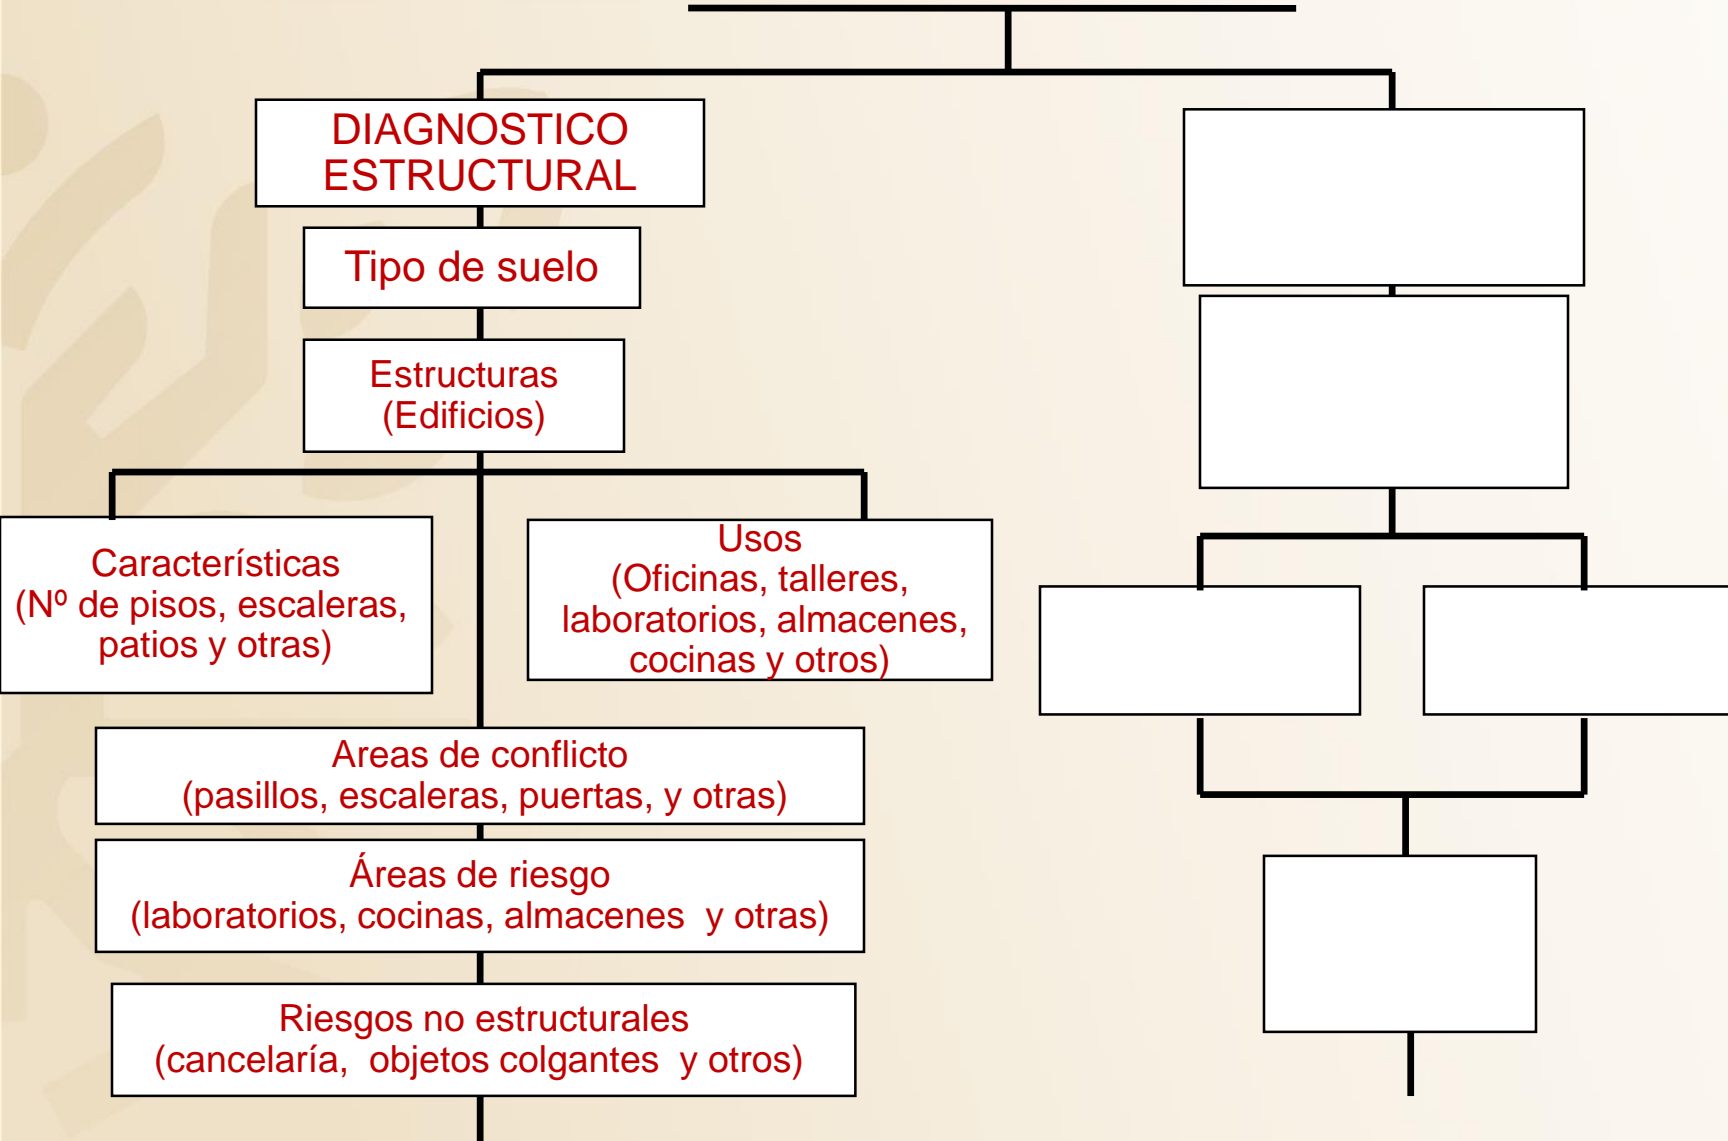 DIAGNOSTICO
ESTRUCTURAL
Tipo de suelo
Estructuras
(Edificios)
Características
(Nº de pisos, escaleras,
patios y otras)
Usos
(Oficinas, talleres,
laboratorios, almacenes,
cocinas y otros)
Areas de conflicto
(pasillos, escaleras, puertas, y otras)
Áreas de riesgo
(laboratorios, cocinas, almacenes y otras)
Riesgos no estructurales
(cancelaría, objetos colgantes y otros)